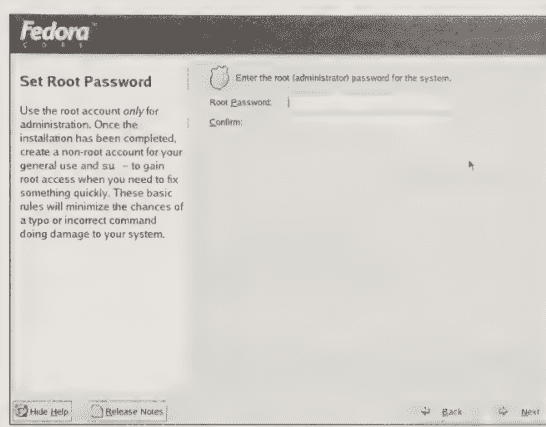 Fedora™
CORE
Set Root Password
Use the root account only for
administration. Once the
installation has been completed,
create a non-root account for your
general use and su - to gain
root access when you need to fix
something quickly. These basic
rules will minimize the chances of
a typo or incorrect command
doing damage to your system.
Enter the root (administrator) password for the system.
Root Password:
Confirm:
Hide Help
Release Notes
Back
Next